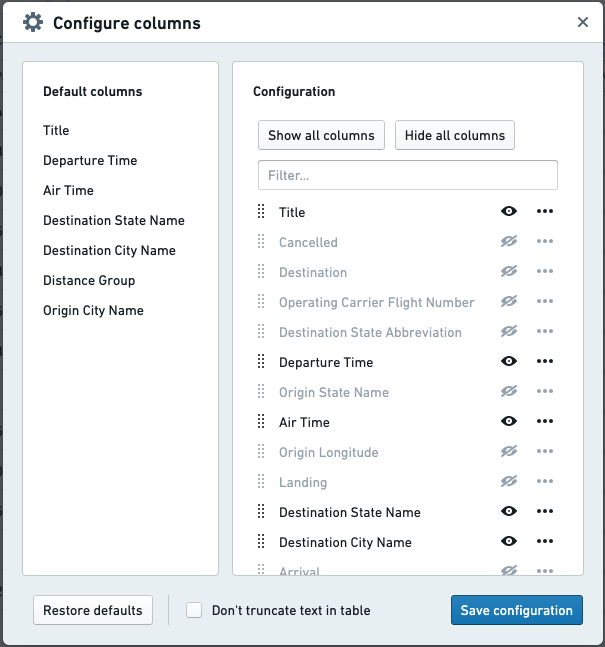 Configure columns
Default columns
Title
Departure Time
Air Time
Destination State Name
Destination City Name
Distance Group
Origin City Name
Configuration
Show all columns
Hide all columns
Filter...
Title
Cancelled
Destination
Operating Carrier Flight Number
Destination State Abbreviation
Departure Time
Origin State Name
Air Time
Origin Longitude
Landing
Destination State Name
Destination City Name
Arrival
Restore defaults
Don't truncate text in table
Save configuration